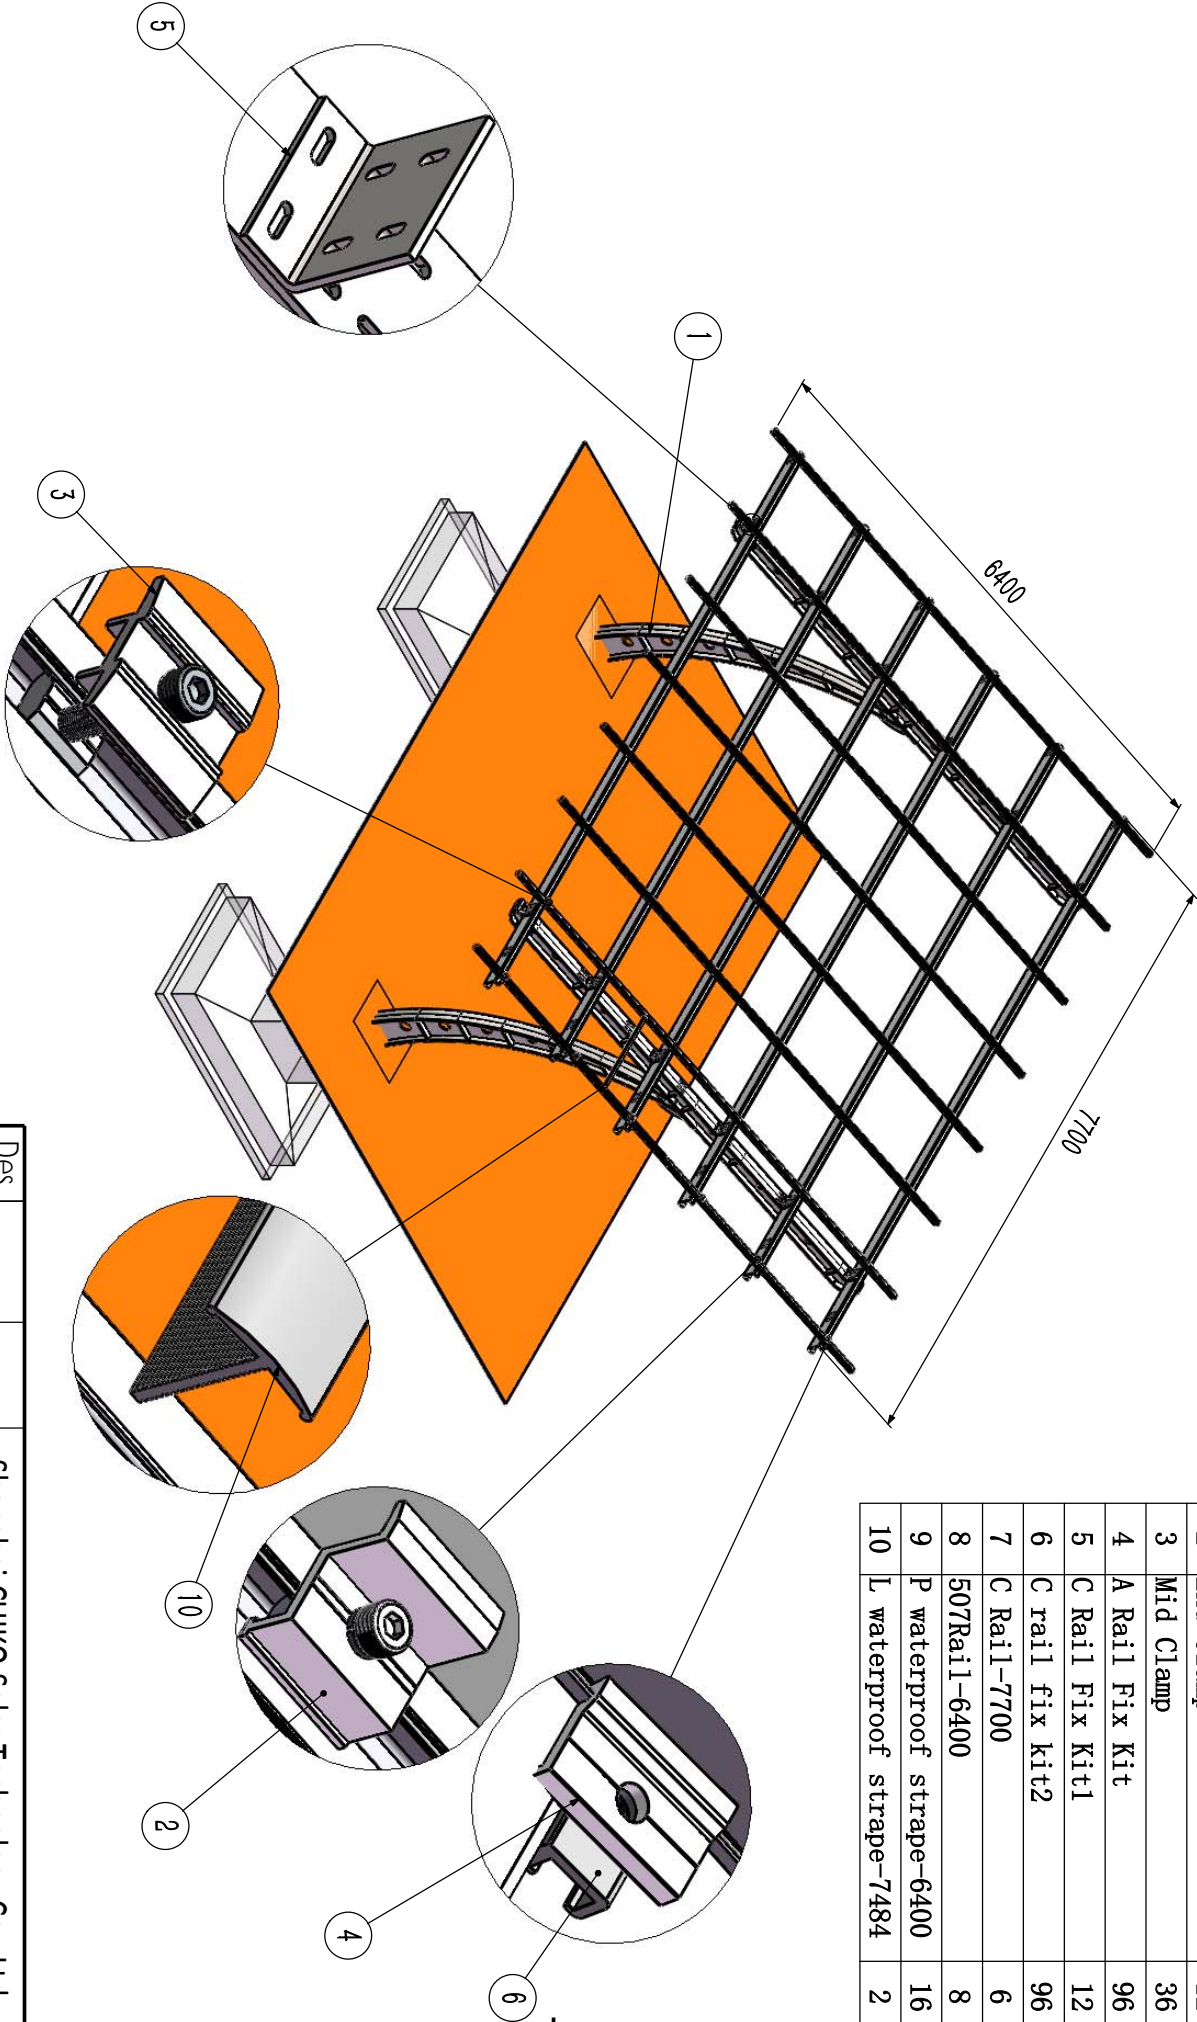 6400
7700
5
1
3
10
2
4
6
3 Mid Clamp 36
4 A Rail Fix Kit 96
5 C Rail Fix Kit1 12
6 C rail fix kit2 96
7 C Rail-7700 6
8 507Rail-6400 8
9 P waterproof strape-6400 16
10 L waterproof strape-7484 2
Des